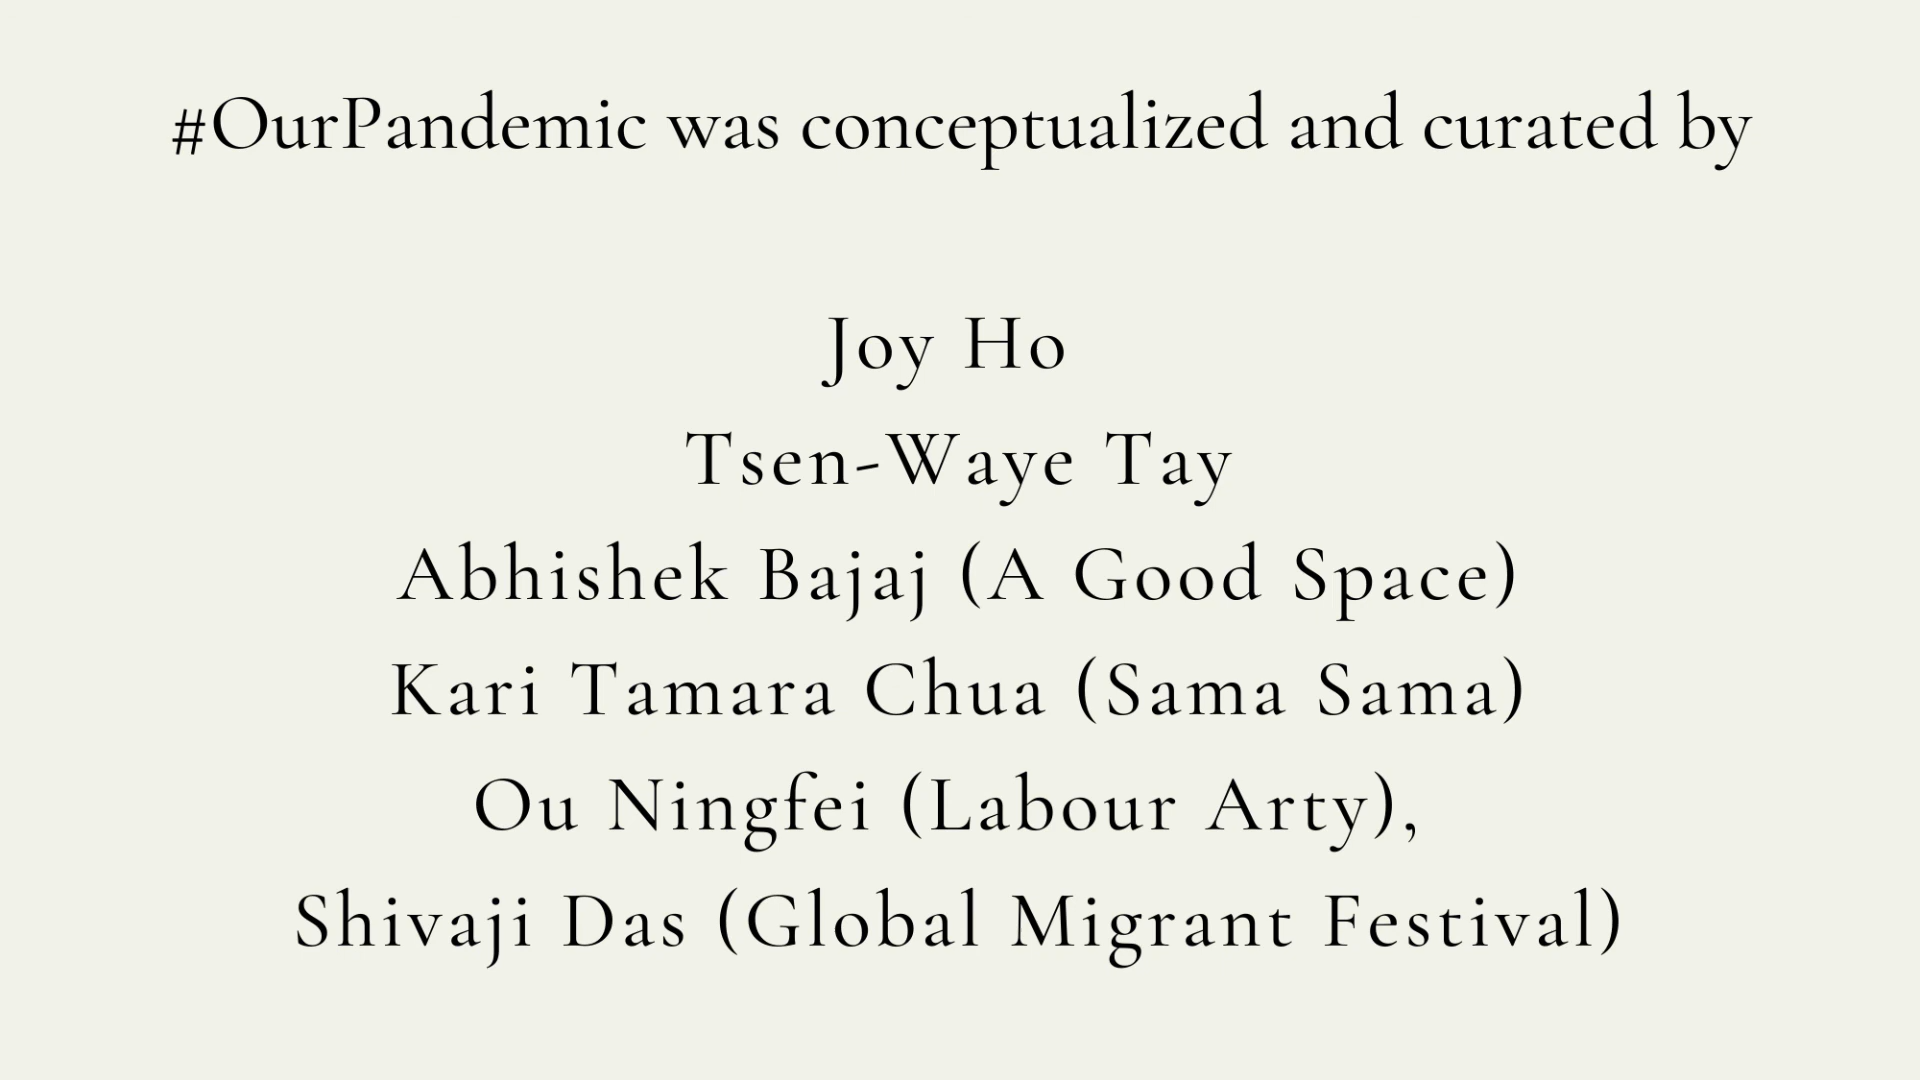 #OurPandemic was conceptualized and curated by
Joy Ho
Tsen-Waye Tay
Abhishek Bajaj (A Good Space)
Kari Tamara Chua (Sama Sama)
Ou Ningfei (Labour Arty),
Shivaji Das (Global Migrant Festival)